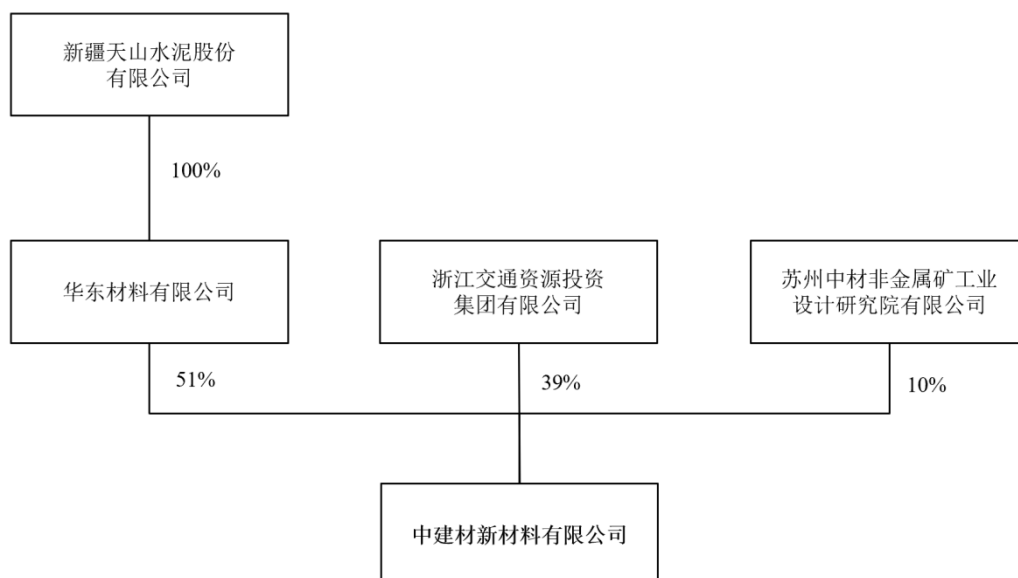 新疆天山水泥股份
有限公司
100%
华东材料有限公司
浙江交通资源投资
集团有限公司
苏州中材非金属矿工业
设计研究院有限公司
51%
39%
10%
中建材新材料有限公司